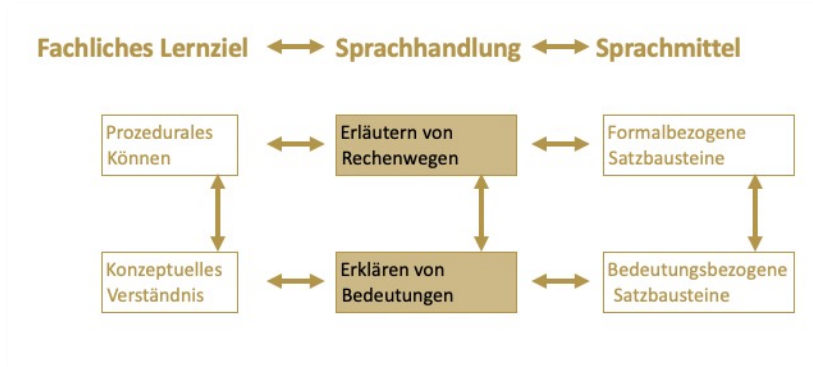 Fachliches Lernziel Sprachhandlung Sprachmittel
Prozedurales
Können
Erläutern von
Rechenwegen
Formalbezogene
Satzbausteine
Konzeptuelles
Verständnis
Erklären von
Bedeutungen
Bedeutungsbezogene
Satzbausteine